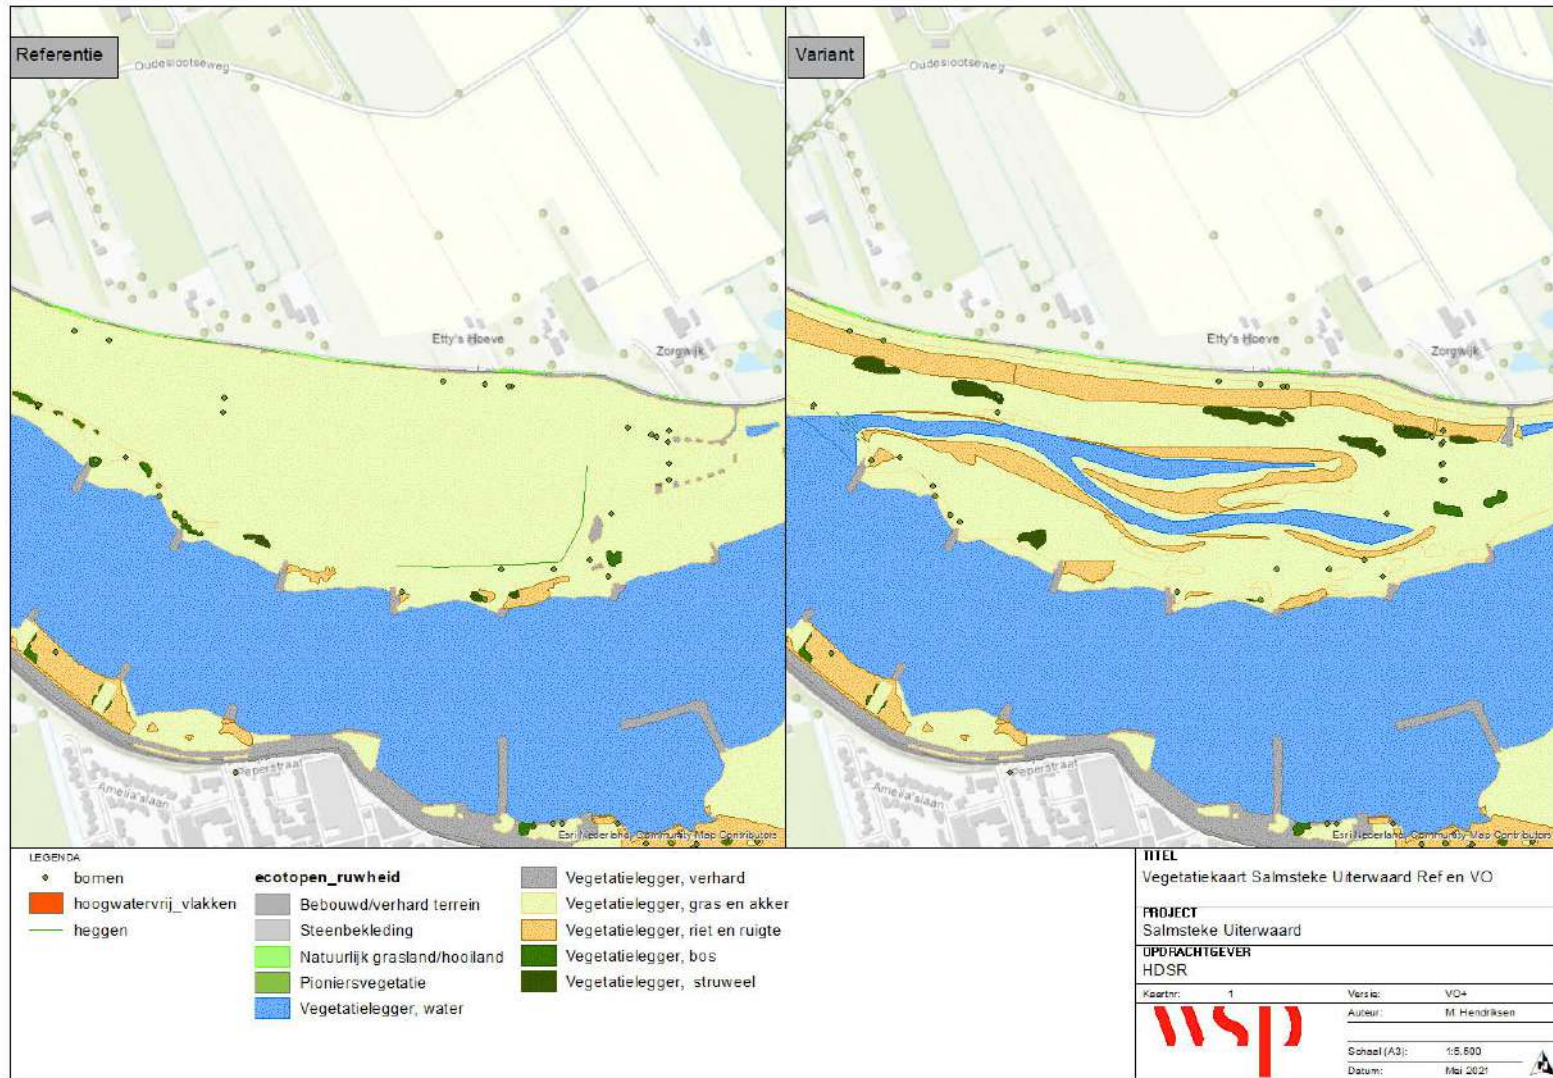 Referentie
Oudeslootseweg
Etty's Hoeve
Zorgwijk
Peperstraat
Amelia'slaan
Esri Nederland, Community Map Contributors
Variant
Oudeslootseweg
Etty's Hoeve
Zorgwijk
Peperstraat
Amelia'slaan
Esri Nederland, Community Map Contributors
LEGENDA
bomen
hoogwatervrij_vlakken
heggen
ecotopen_ruwheid
Bebouwd/verhard terrein
Steenbekleding
Natuurlijk grasland/hooiland
Pioniersvegetatie
Vegetatielegger, water
Vegetatielegger, verhard
Vegetatielegger, gras en akker
Vegetatielegger, riet en ruigte
Vegetatielegger, bos
Vegetatielegger, struweel
TITEL
Vegetatiekaart Salmsteke Uiterwaard Ref en VO
PROJECT
Salmsteke Uiterwaard
OPDRACHTGEVER
HDSR
Kaartnr: 1
Versie: VO+
Auteur: M. Hendriksen
Schaal (A3): 1:5.500
Datum: Mei 2021
wsp